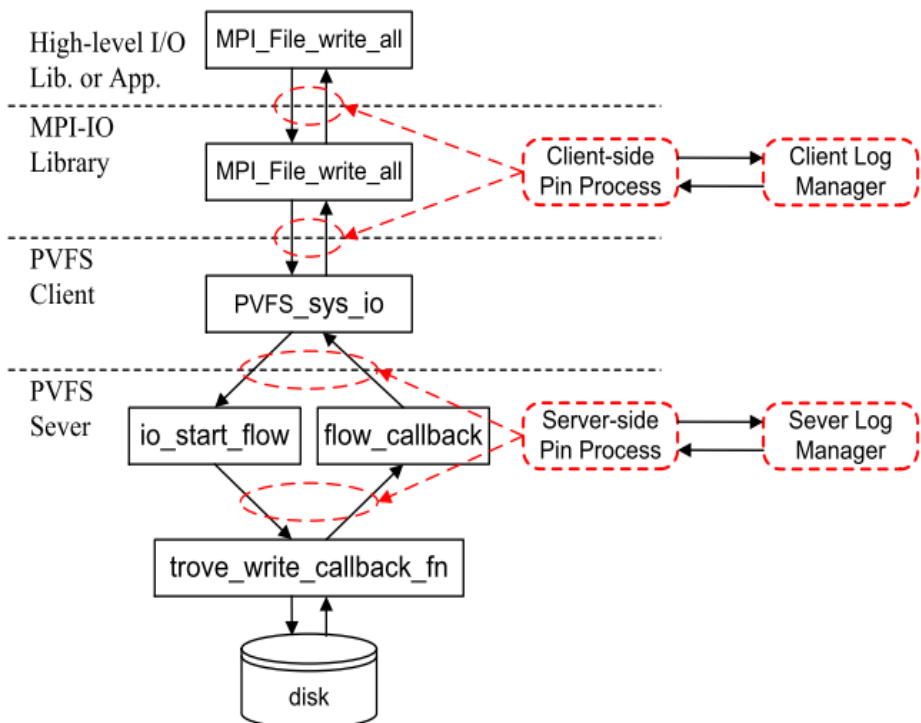 High-level I/O
Lib. or App.
MPI_File_write_all
MPI-IO
Library
MPI_File_write_all
Client-side
Pin Process
Client Log
Manager
PVFS
Client
PVFS_sys_io
PVFS
Sever
io_start_flow
flow_callback
Server-side
Pin Process
Sever Log
Manager
trove_write_callback_fn
disk